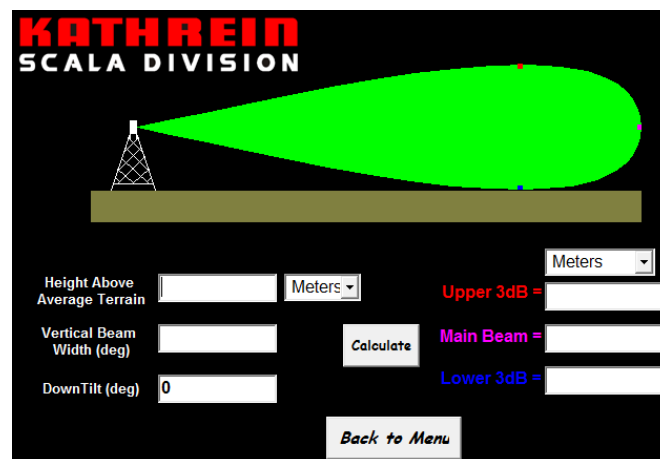 KATHREIN
SCALA DIVISION
Meters
Height Above
Average Terrain
Meters
Upper 3dB =
Vertical Beam
Width (deg)
Calculate
Main Beam =
DownTilt (deg)
0
Lower 3dB =
Back to Menu